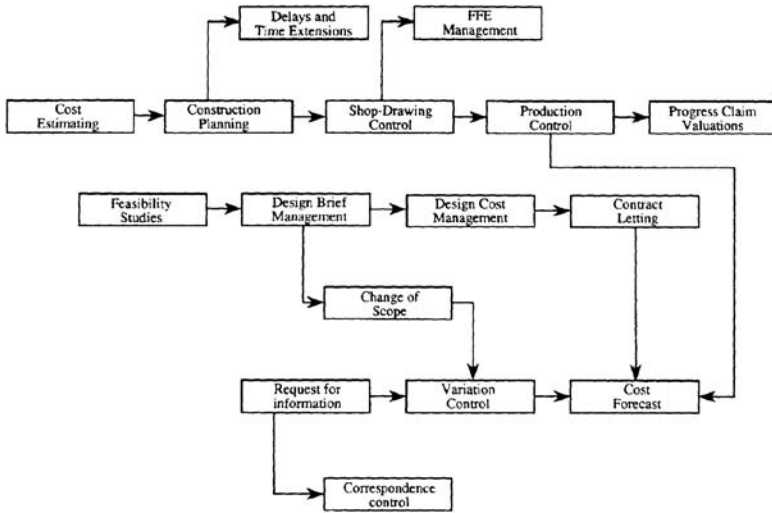 Delays and
Time Extensions
FFE
Management
Cost
Estimating
Construction
Planning
Shop-Drawing
Control
Production
Control
Progress Claim
Valuations
Feasibility
Studies
Design Brief
Management
Design Cost
Management
Contract
Letting
Change of
Scope
Request for
information
Variation
Control
Cost
Forecast
Correspondence
control